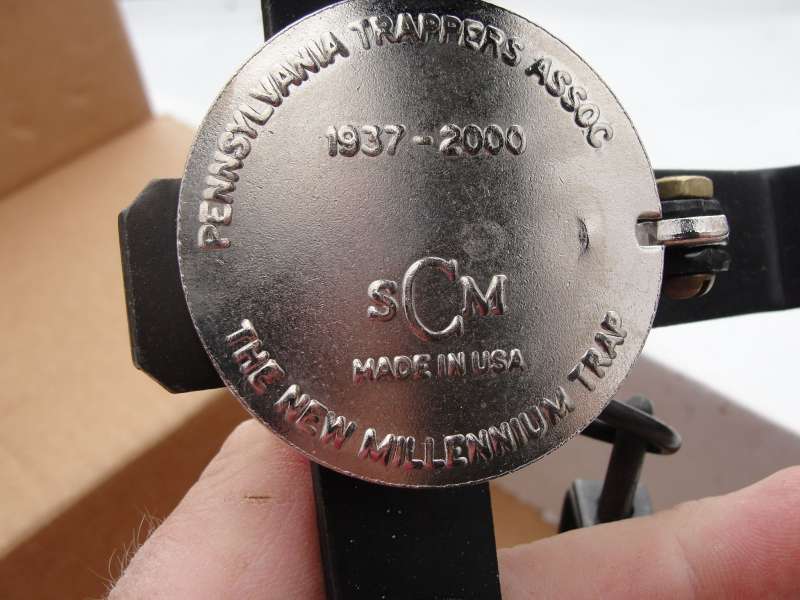 PENNSYLVANIA TRAPPERS ASSOC
1937-2000
SCM
MADE IN USA
THE NEW MILLENNIUM TRAP